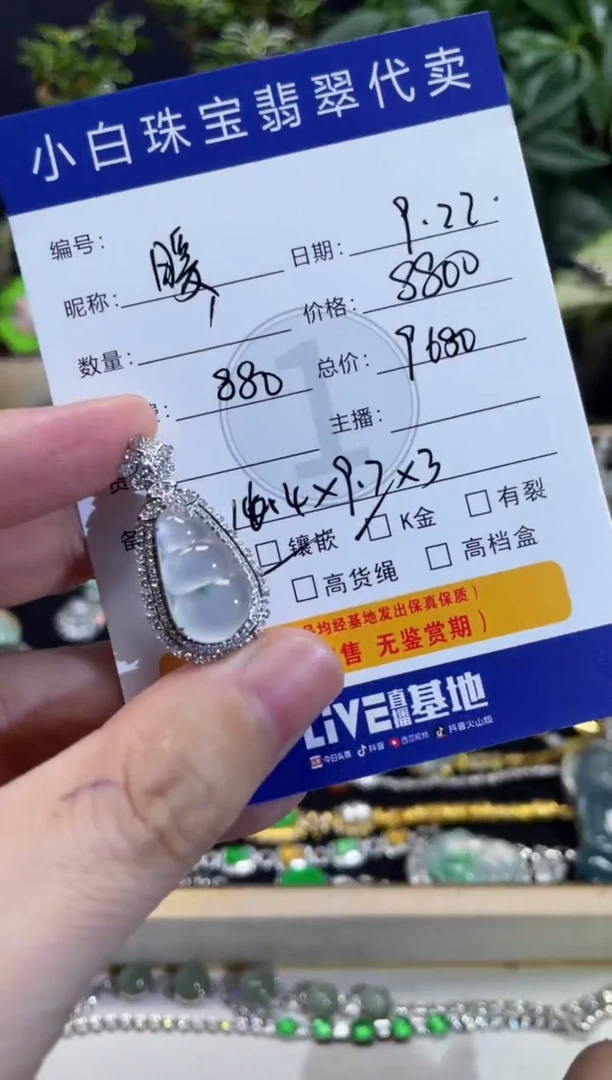 小白珠宝翡翠代卖
编号:
日期: 9.22.
昵称: 暖
价格: 8800
数量:
总价: 9680
880
主播:
16.4×9.7×3
镶嵌 K金 有裂
高货绳 高档盒
均经基地发出保真保质)
售 无鉴赏期)
LIVE直播基地
今日头条 抖音 西瓜视频 抖音火山版